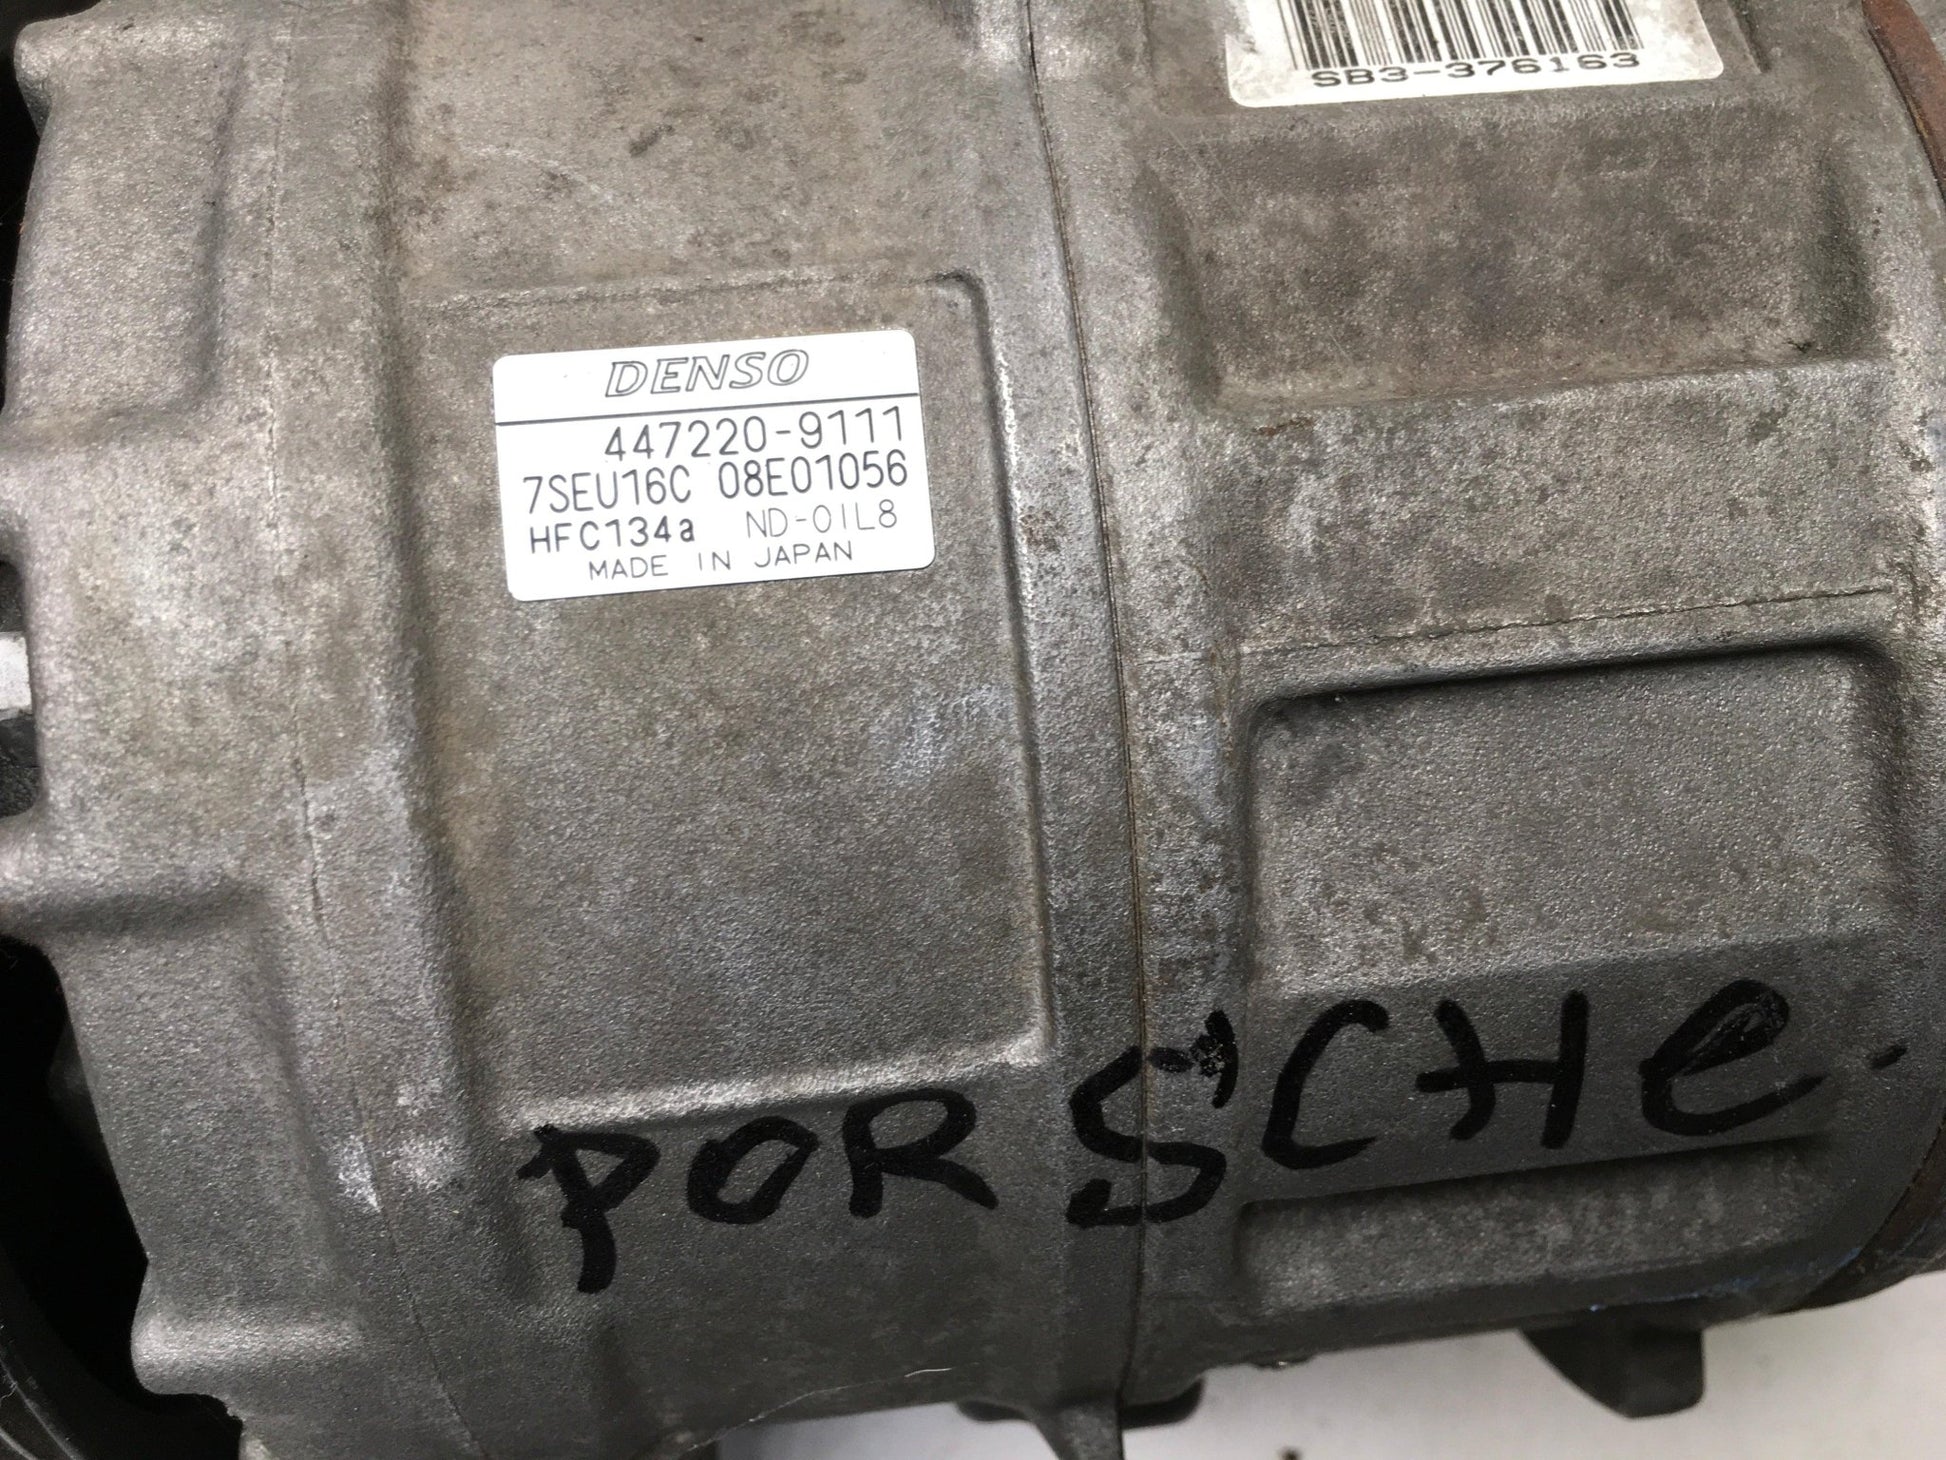 SB3-376163
DENSO
447220-9111
7SEU16C 08E01056
HFC134a ND-OIL8
MADE IN JAPAN
PORSCHe.